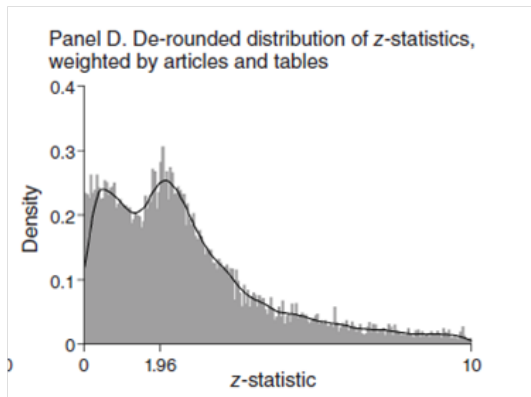 Panel D. De-rounded distribution of z-statistics,
weighted by articles and tables
0.4
0.3
0.2
0.1
0
Density
0
0
1.96
10
z-statistic